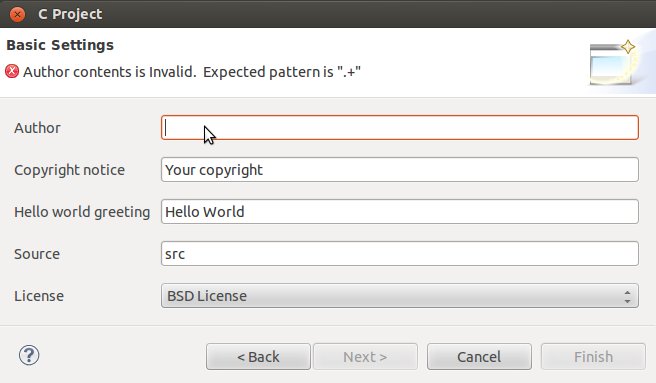 C Project
Basic Settings
Author contents is Invalid.  Expected pattern is ".+"
Author
Copyright notice Your copyright
Hello world greeting Hello World
Source src
License BSD License
? < Back Next > Cancel Finish